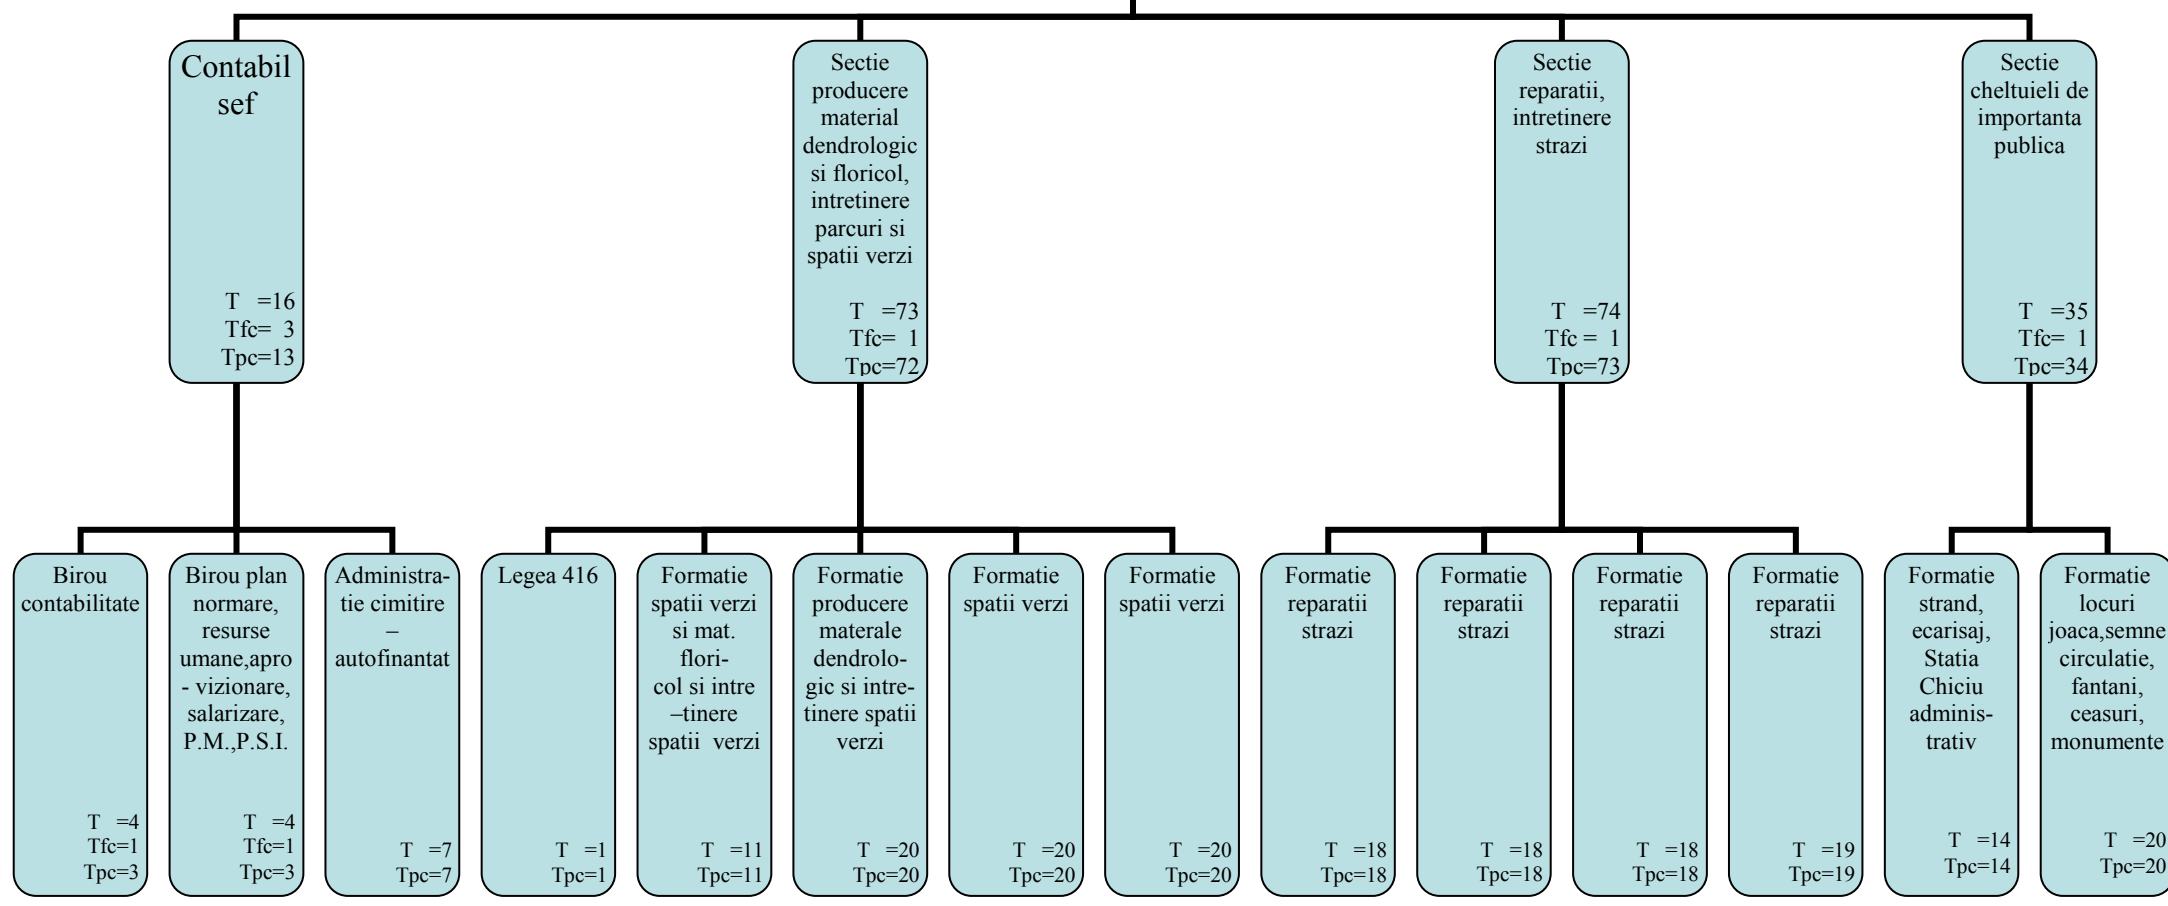 Contabil
sef
T =16
Tfc= 3
Tpc=13
Sectie
producere
material
dendrologic
si floricol,
intretinere
parcuri si
spatii verzi
T =73
Tfc= 1
Tpc=72
Sectie
reparatii,
intretinere
strazi
T =74
Tfc = 1
Tpc=73
Sectie
cheltuieli de
importanta
publica
T =35
Tfc= 1
Tpc=34
Birou
contabilitate
T =4
Tfc=1
Tpc=3
Birou plan
normare,
resurse
umane,apro
- vizionare,
salarizare,
P.M.,P.S.I.
T =4
Tfc=1
Tpc=3
Administra-
tie cimitire
–
autofinantat
T =7
Tpc=7
Legea 416
T =1
Tpc=1
Formatie
spatii verzi
si mat.
flori-
col si intre
–tinere
spatii verzi
T =11
Tpc=11
Formatie
producere
materale
dendrolo-
gic si intre-
tinere spatii
verzi
T =20
Tpc=20
Formatie
spatii verzi
T =20
Tpc=20
Formatie
spatii verzi
T =20
Tpc=20
Formatie
reparatii
strazi
T =18
Tpc=18
Formatie
reparatii
strazi
T =18
Tpc=18
Formatie
reparatii
strazi
T =18
Tpc=18
Formatie
reparatii
strazi
T =19
Tpc=19
Formatie
strand,
ecarisaj,
Statia
Chiciu
adminis-
trativ
T =14
Tpc=14
Formatie
locuri
joaca,semne
circulatie,
fantani,
ceasuri,
monumente
T =20
Tpc=20